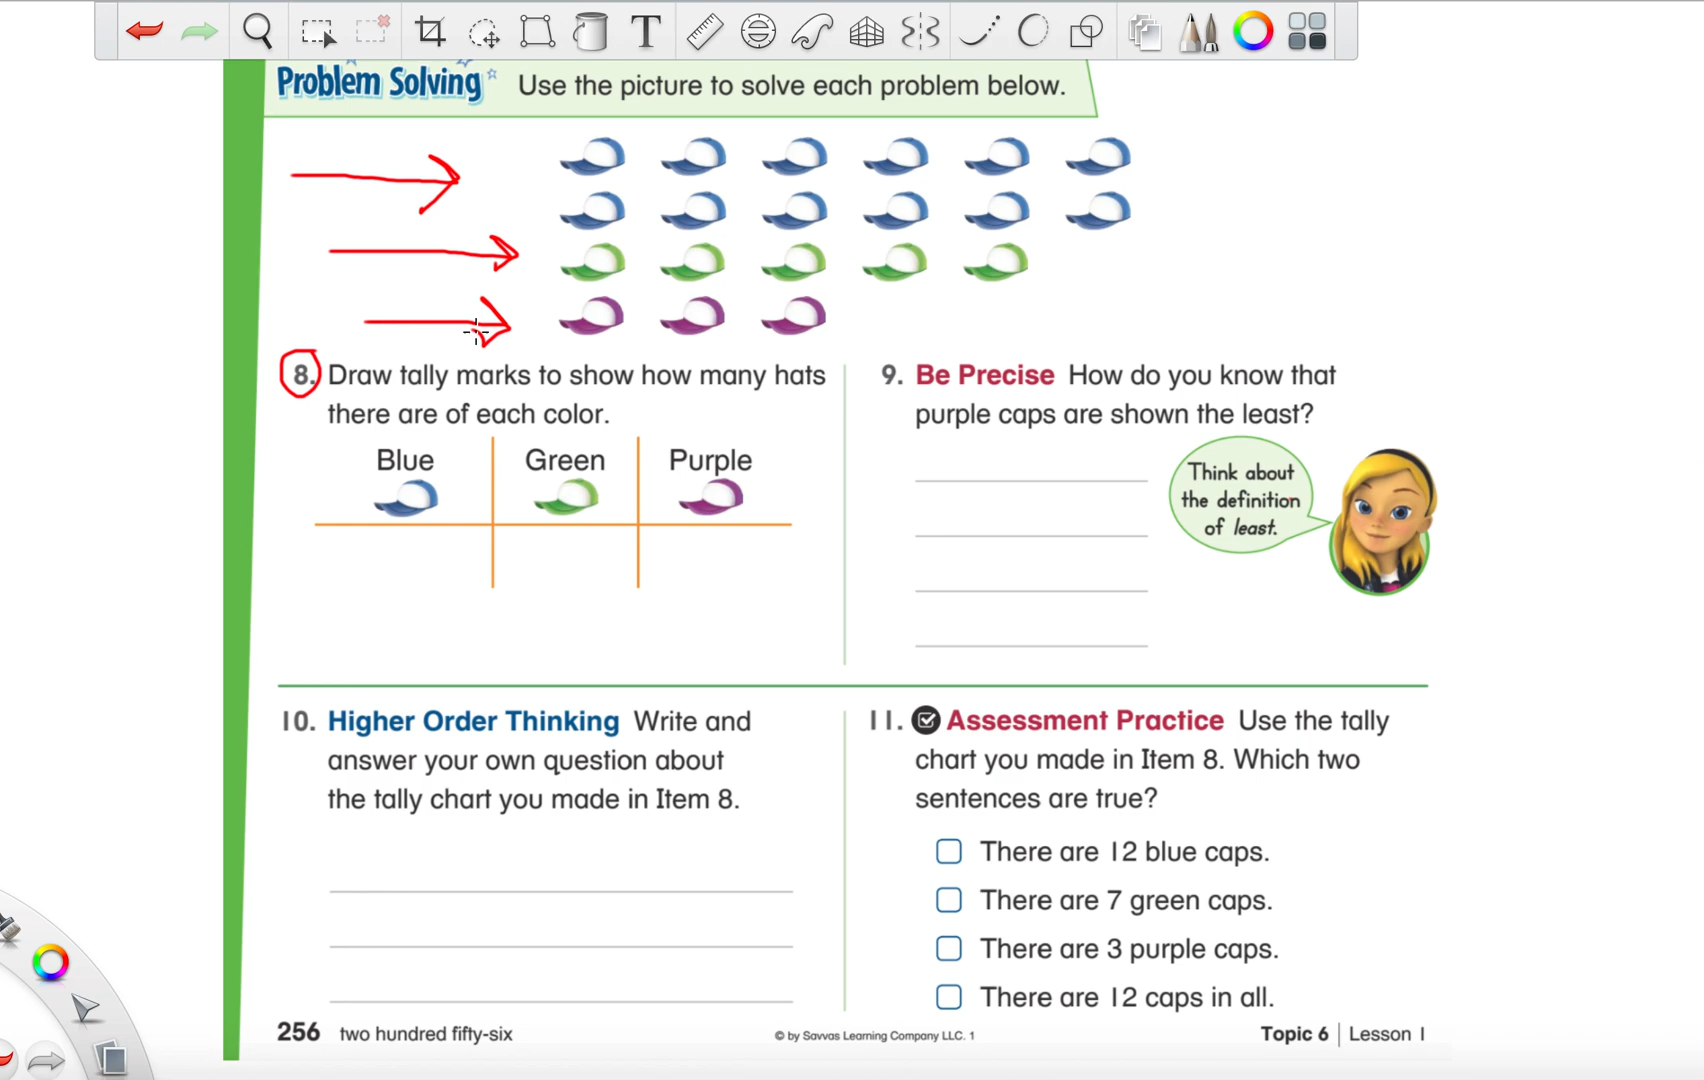 T
Problem Solving Use the picture to solve each problem below.
8. Draw tally marks to show how many hats
there are of each color.
Blue Green Purple
9. Be Precise How do you know that
purple caps are shown the least?
Think about
the definition
of least.
10. Higher Order Thinking Write and
answer your own question about
the tally chart you made in Item 8.
11. Assessment Practice Use the tally
chart you made in Item 8. Which two
sentences are true?
There are 12 blue caps.
There are 7 green caps.
There are 3 purple caps.
There are 12 caps in all.
256 two hundred fifty-six
© by Savvas Learning Company LLC. 1
Topic 6 | Lesson 1